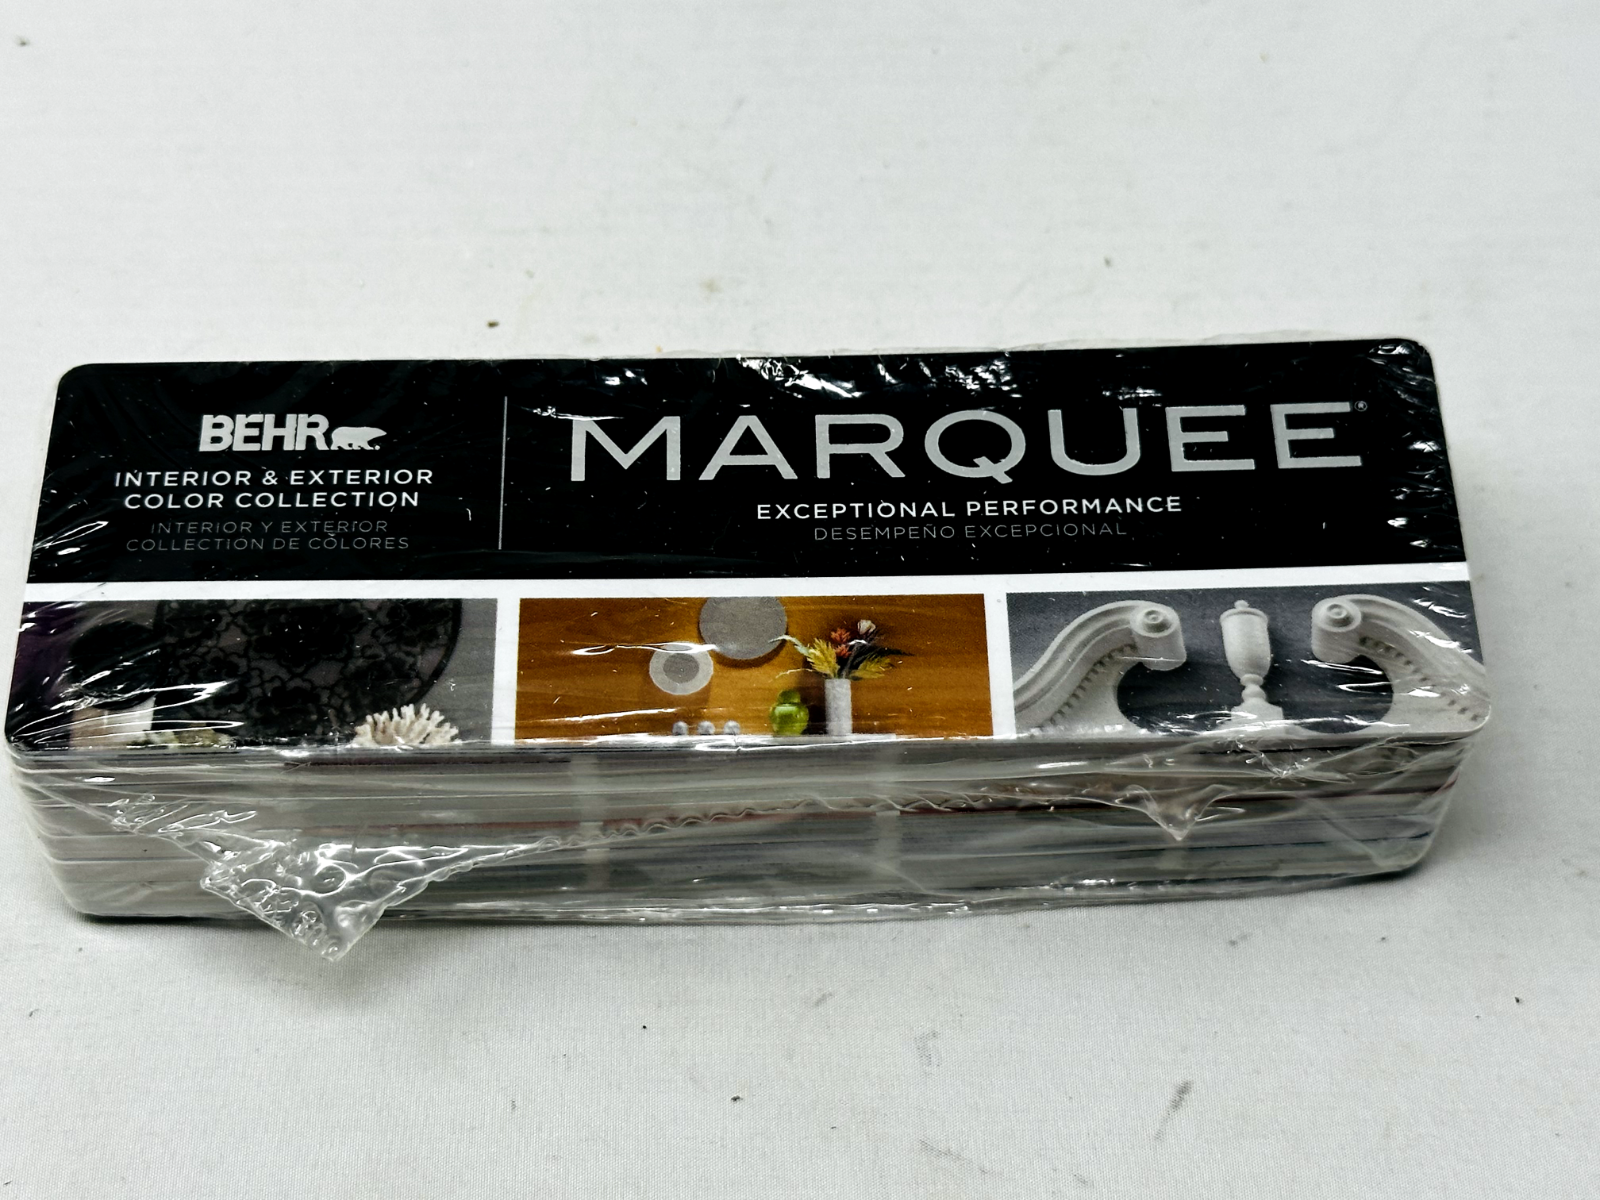 BEHR
INTERIOR & EXTERIOR
COLOR COLLECTION
INTERIOR Y EXTERIOR
COLLECTION DE COLORES
MARQUEE®
EXCEPTIONAL PERFORMANCE
DESEMPEÑO EXCEPCIONAL